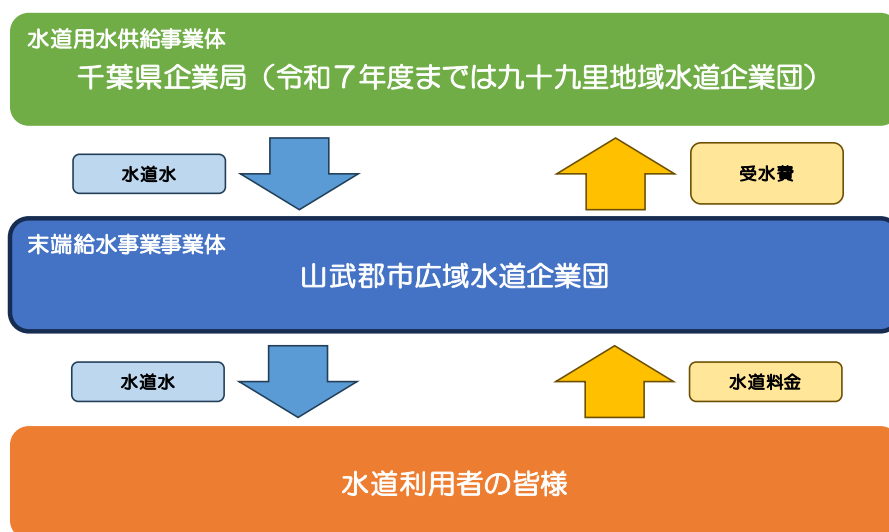 水道用水供給事業体
千葉県企業局（令和７年度までは九十九里地域水道企業団）
水道水
受水費
末端給水事業事業体
山武郡市広域水道企業団
水道水
水道料金
水道利用者の皆様